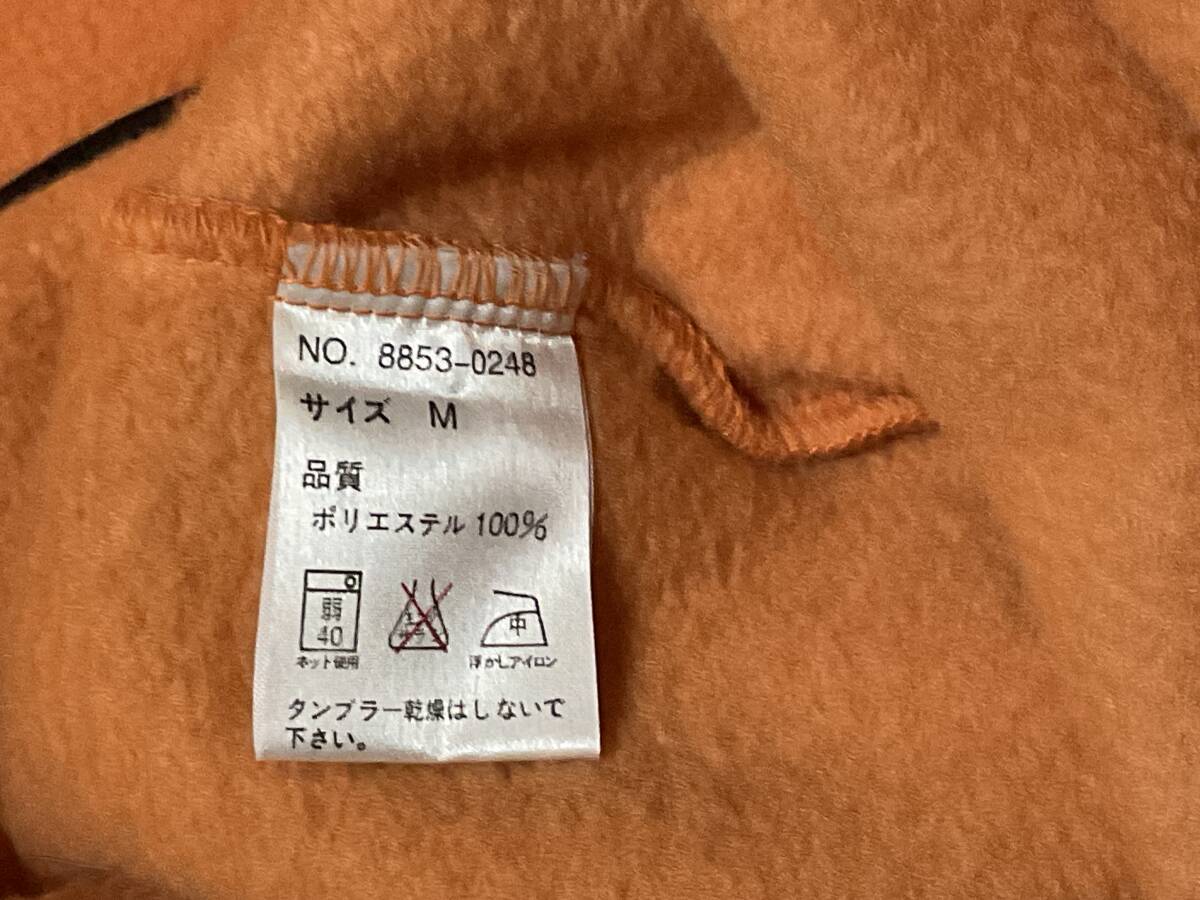 NO. 8853-0248
サイズ M
品質
ポリエステル 100%
弱
40
中
ネット使用
浮かしアイロン
タンブラー乾燥はしないで
下さい。